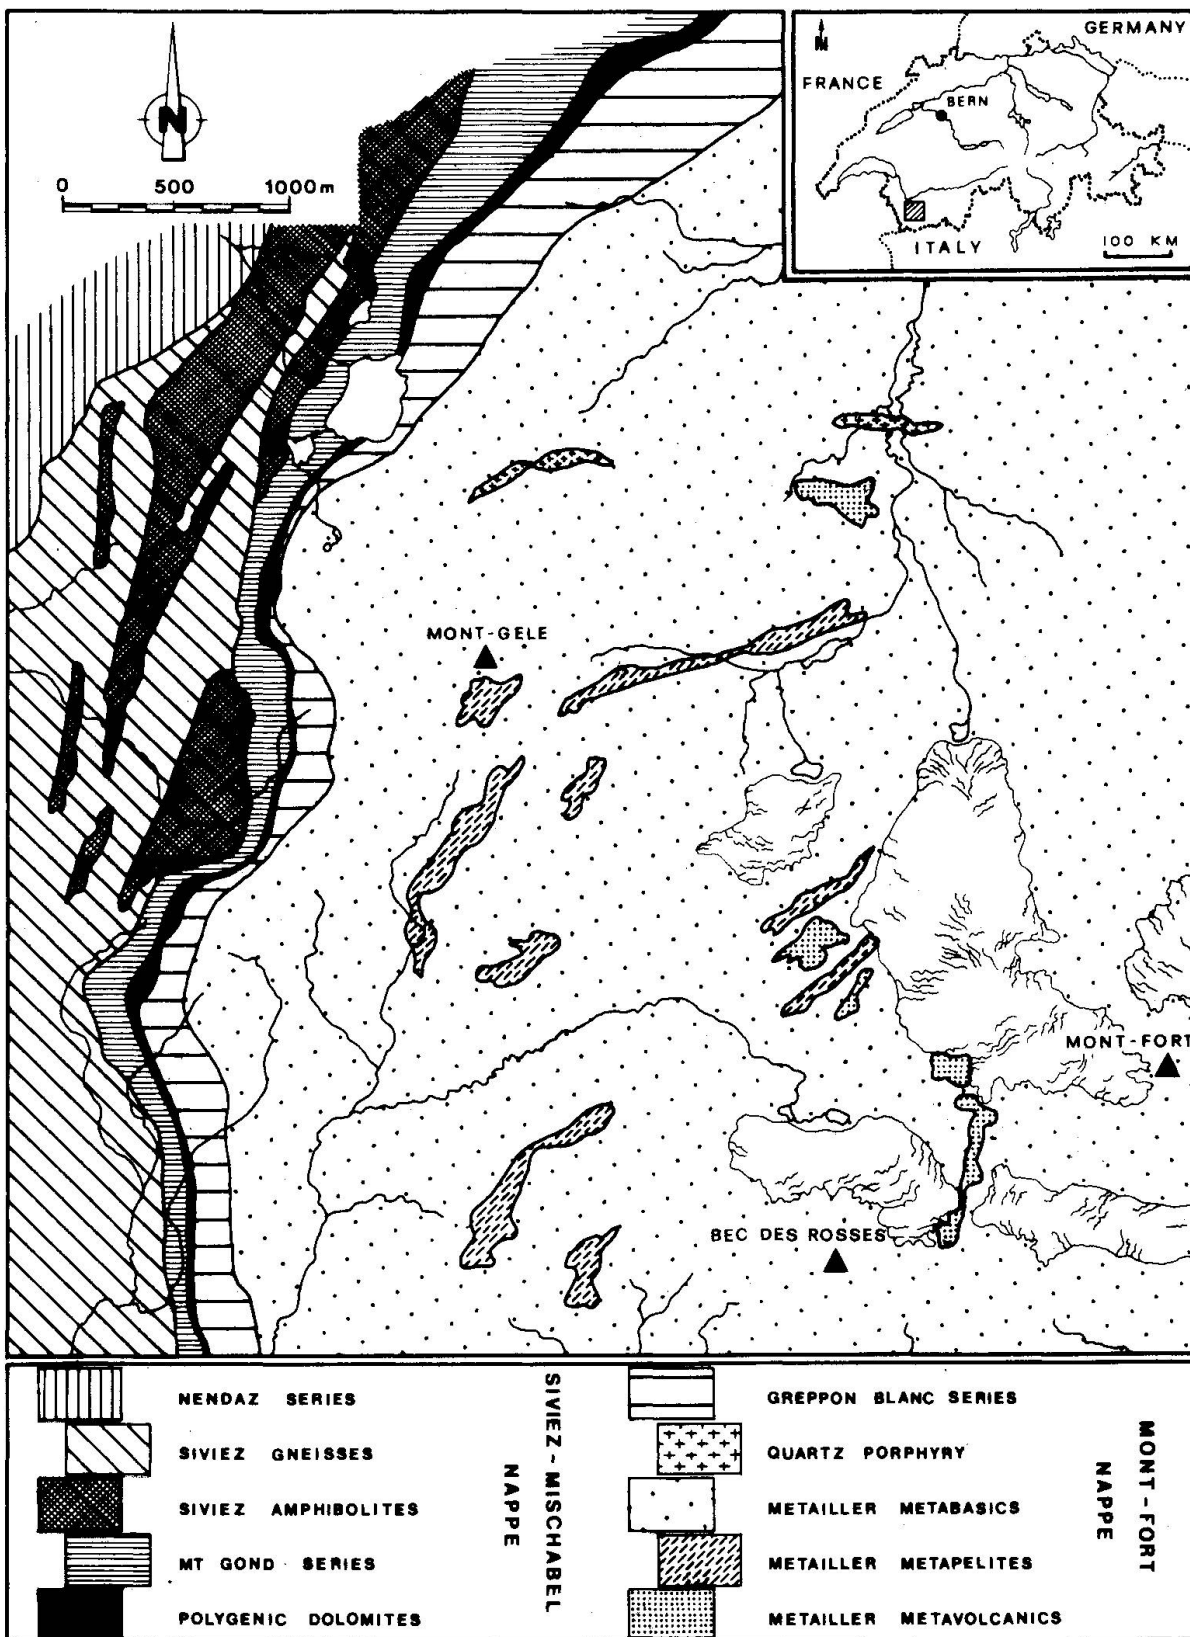 N
0 500 1000 m
N
GERMANY
FRANCE
BERN
ITALY
100 KM
MONT-GELE
MONT-FORT
BEC DES ROSSES
NENDAZ SERIES
SIVIEZ GNEISSES
SIVIEZ AMPHIBOLITES
MT GOND SERIES
POLYGENIC DOLOMITES
SIVIEZ-MISCHABEL
NAPPE
GREPPON BLANC SERIES
QUARTZ PORPHYRY
METAILLER METABASICS
METAILLER METAPELITES
METAILLER METAVOLCANICS
MONT-FORT
NAPPE